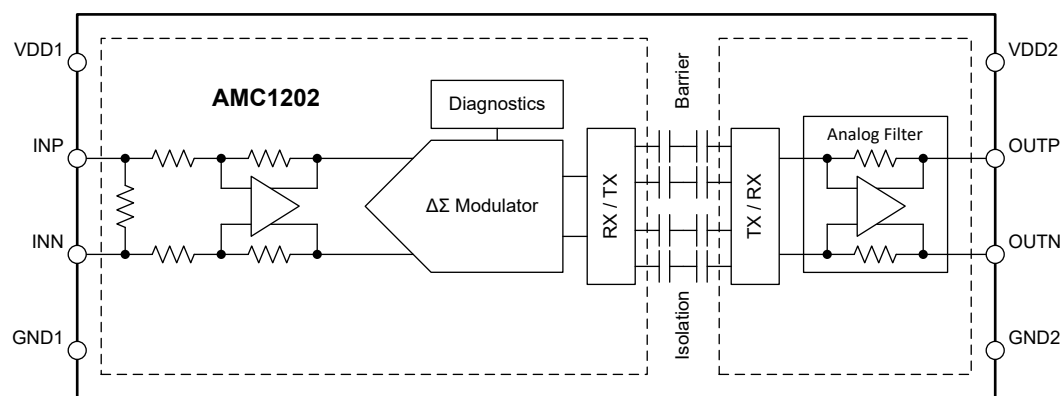 VDD1
VDD2
AMC1202
Diagnostics
Barrier
Analog Filter
INP
OUTP
ΔΣ Modulator
RX / TX
TX / RX
INN
OUTN
Isolation
GND1
GND2